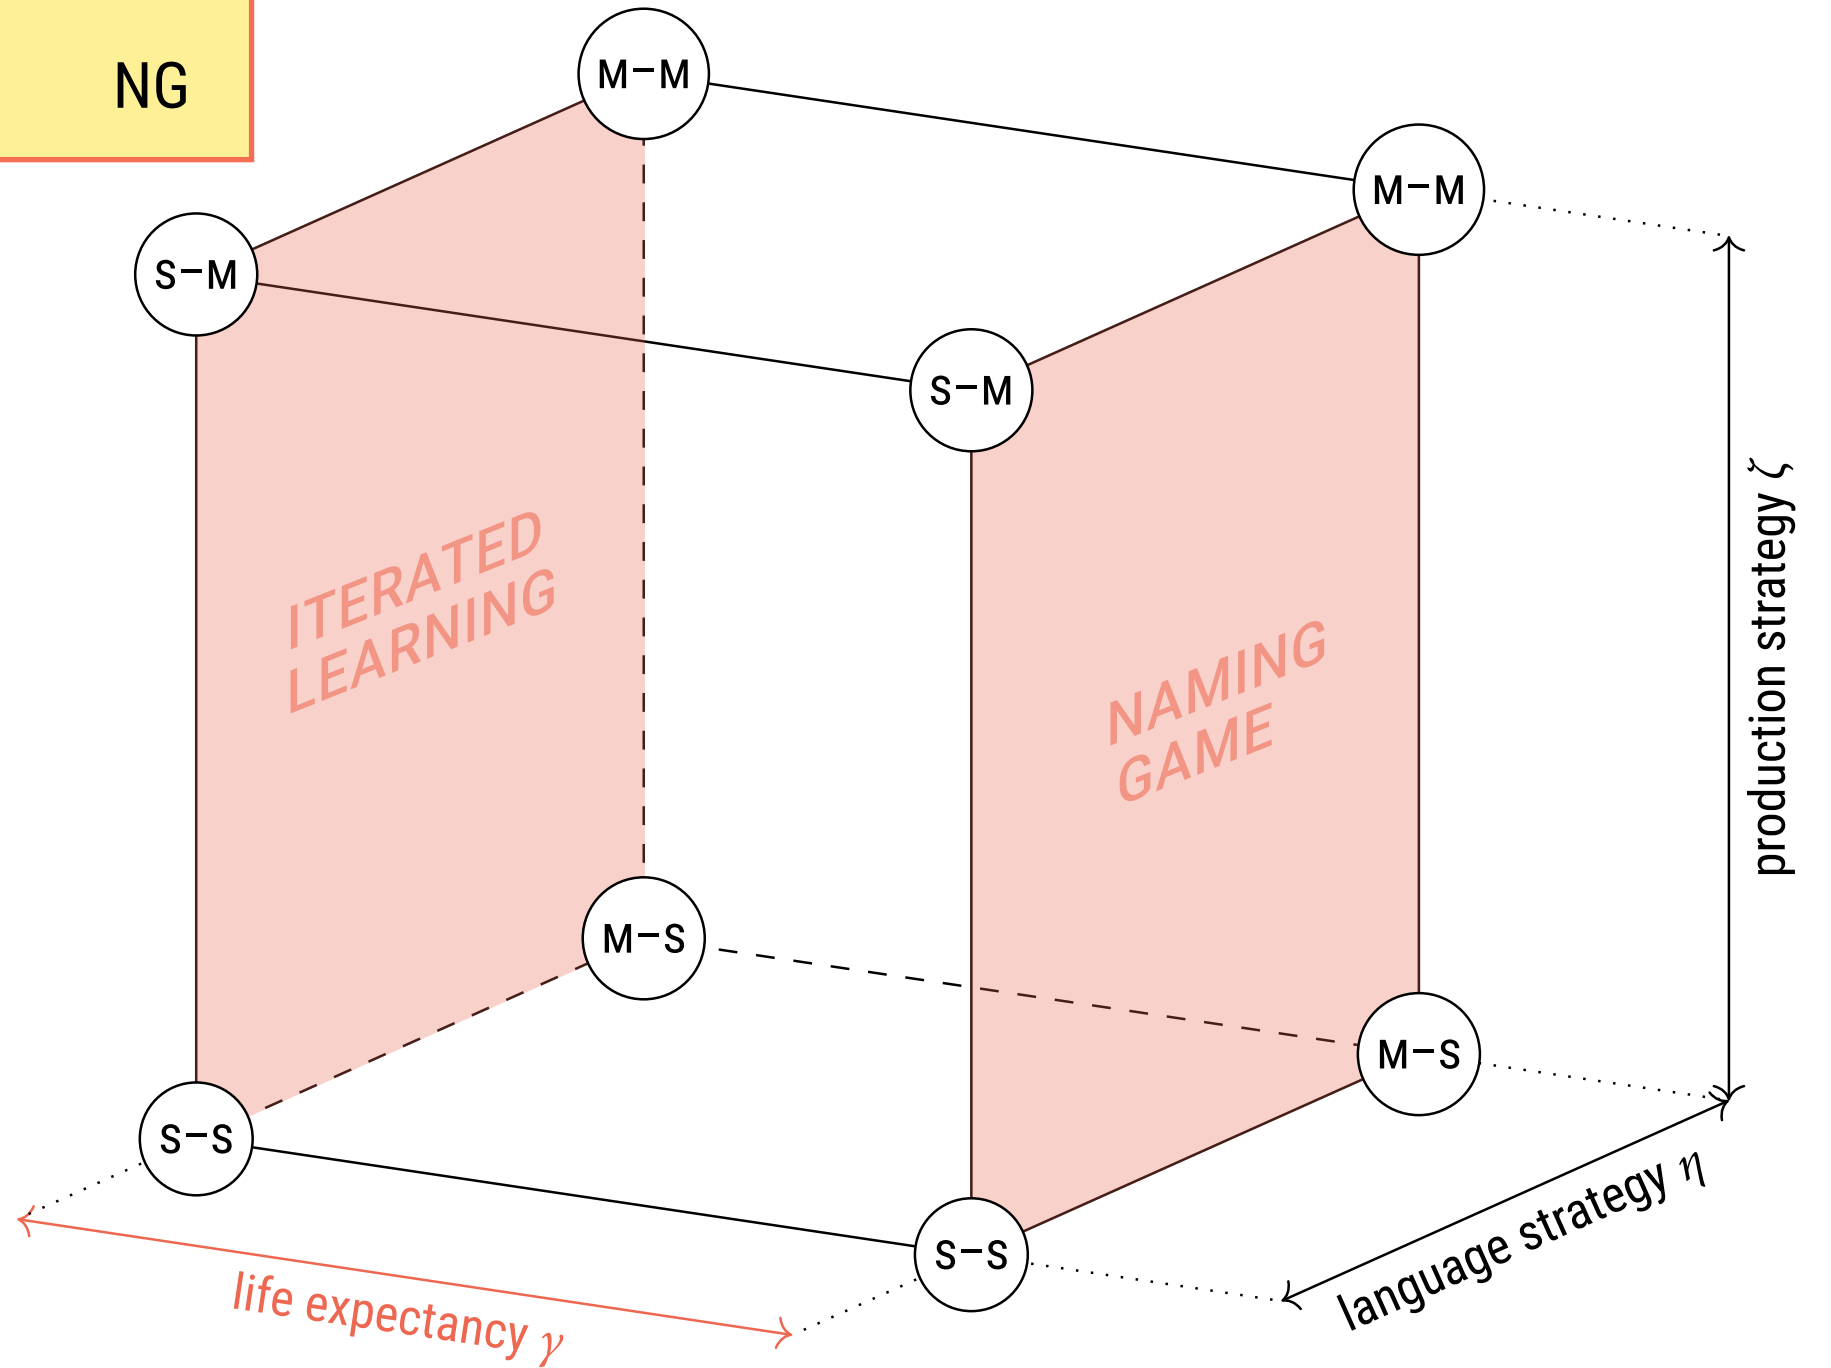 NG
M–M
M–M
S–M
S–M
ITERATED
LEARNING
NAMING
GAME
production strategy ζ
M–S
M–S
S–S
S–S
language strategy η
life expectancy γ